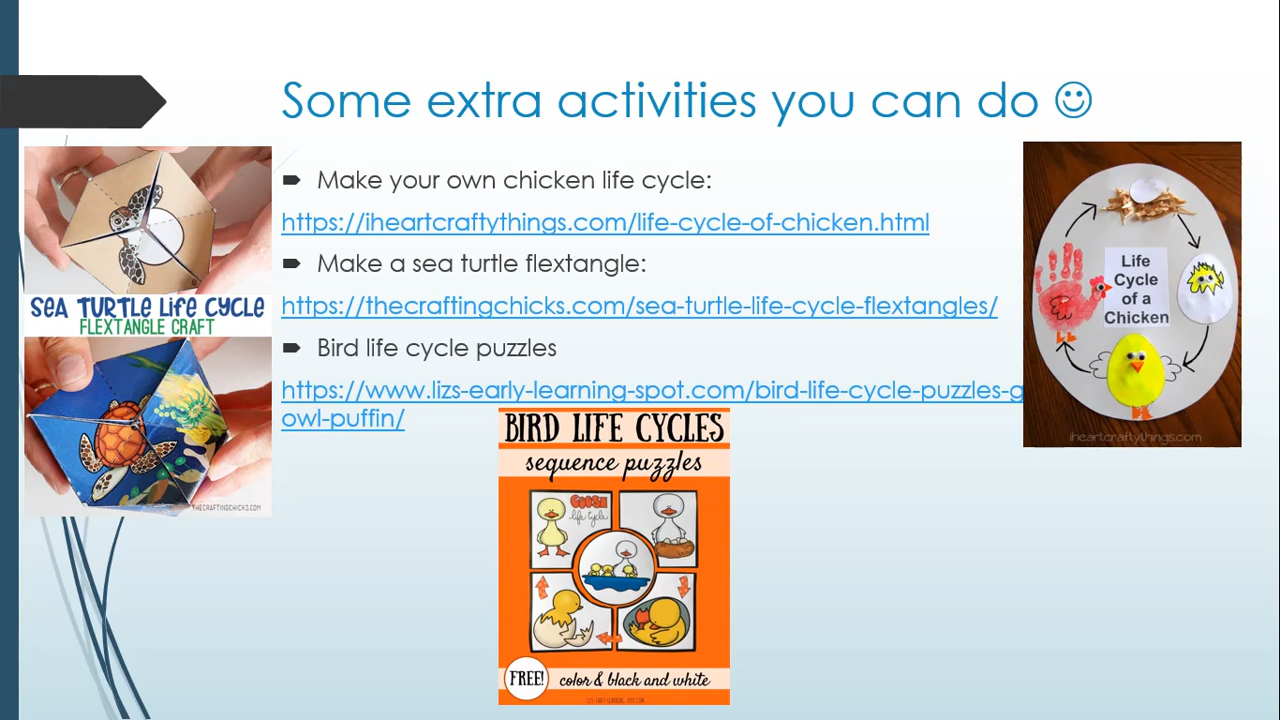 Some extra activities you can do ☺
Make your own chicken life cycle:
https://iheartcraftythings.com/life-cycle-of-chicken.html
Make a sea turtle flextangle:
https://thecraftingchicks.com/sea-turtle-life-cycle-flextangles/
Bird life cycle puzzles
https://www.lizs-early-learning-spot.com/bird-life-cycle-puzzles-g
owl-puffin/
SEA TURTLE LIFE CYCLE
FLEXTANGLE CRAFT
THECRAFTINGCHICKS.COM
Life
Cycle
of a
Chicken
iheartcraftythings.com
BIRD LIFE CYCLES
sequence puzzles
GOOSE
life cycle
FREE!
color & black and white